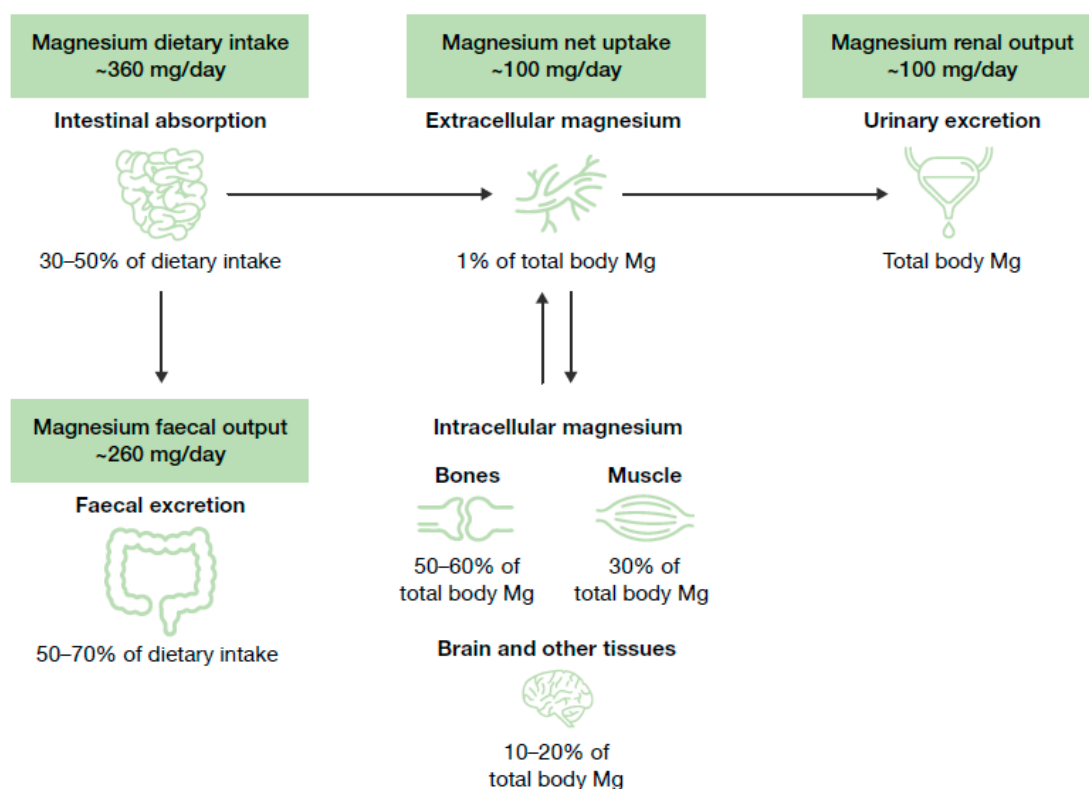 Magnesium dietary intake
~360 mg/day
Intestinal absorption
30–50% of dietary intake
Magnesium faecal output
~260 mg/day
Faecal excretion
50–70% of dietary intake
Magnesium net uptake
~100 mg/day
Extracellular magnesium
1% of total body Mg
Intracellular magnesium
Bones
50–60% of
total body Mg
Muscle
30% of
total body Mg
Brain and other tissues
10–20% of
total body Mg
Magnesium renal output
~100 mg/day
Urinary excretion
Total body Mg